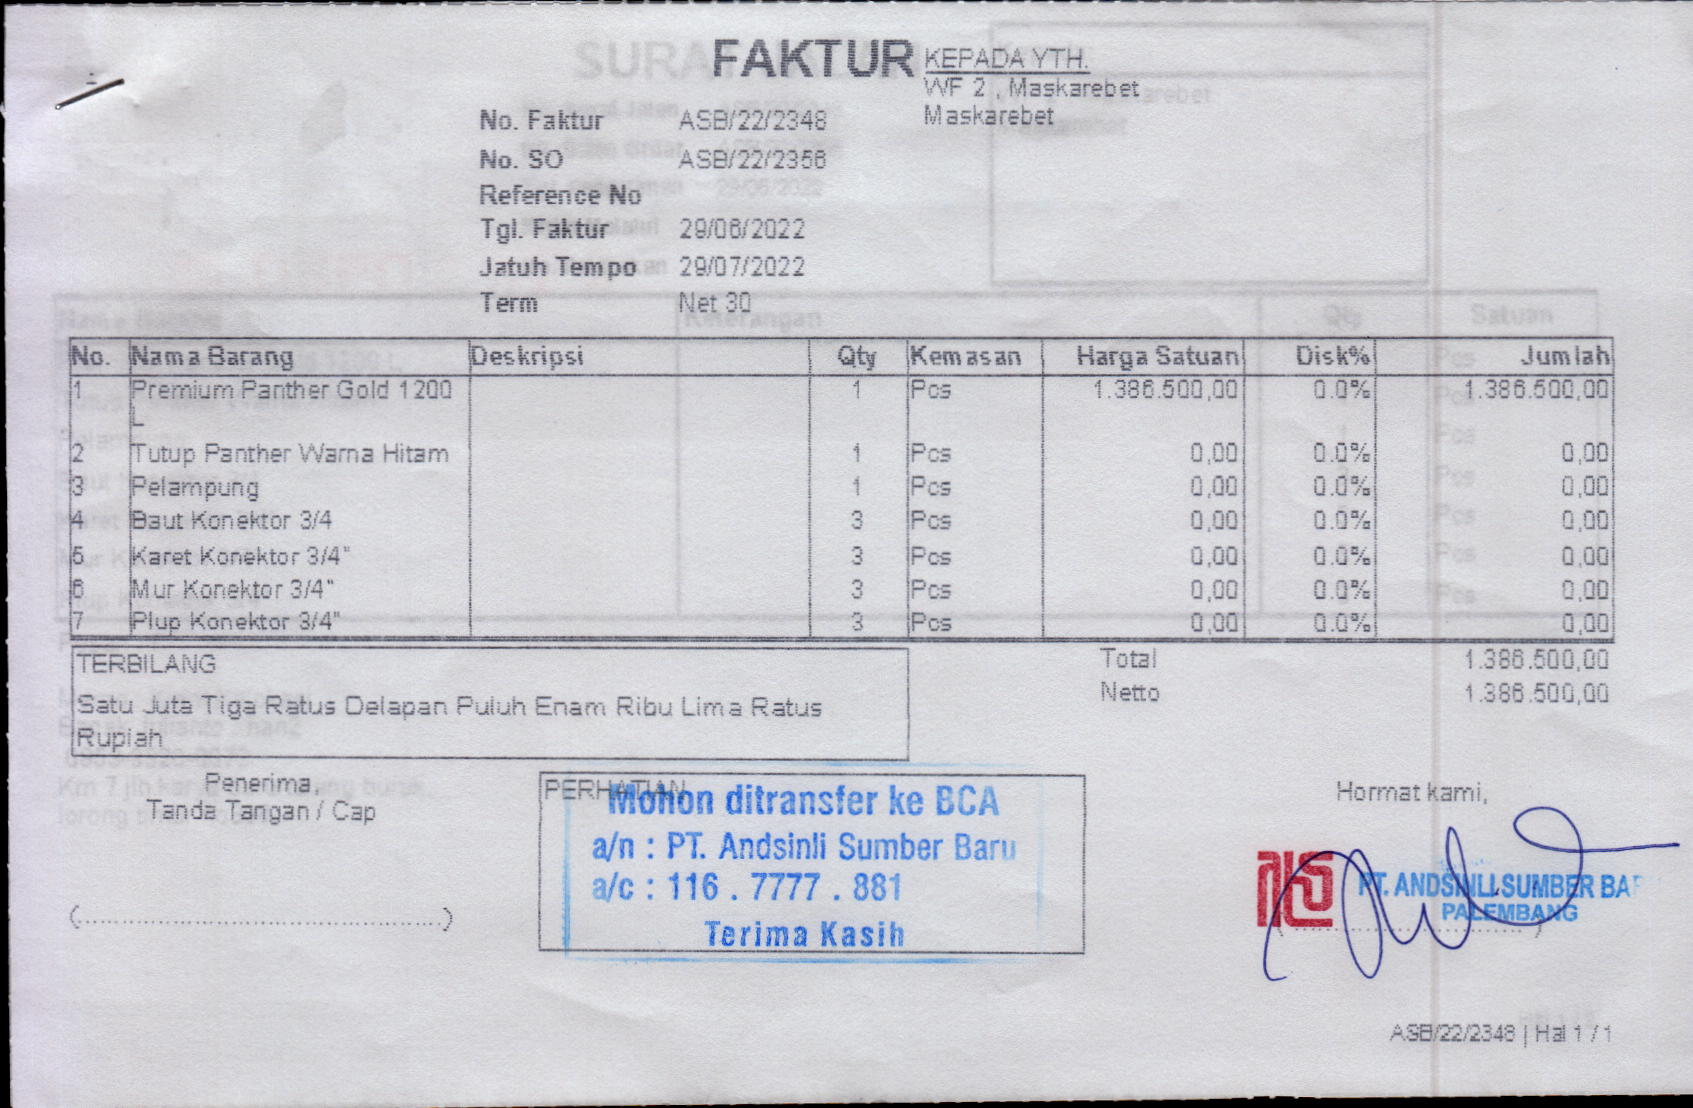 FAKTUR
KEPADA YTH.
WF 2 , Maskarebet
Maskarebet
No. Faktur ASB/22/2348
No. SO ASB/22/2356
Reference No
Tgl. Faktur 29/06/2022
Jatuh Tempo 29/07/2022
Term Net 30
No. Nama Barang Deskripsi Qty Kemasan Harga Satuan Disk% Jumlah
1 Premium Panther Gold 1200 1 Pcs 1.386.500,00 0.0% 1.386.500,00
L
2 Tutup Panther Warna Hitam 1 Pcs 0,00 0.0% 0,00
3 Pelampung 1 Pcs 0,00 0.0% 0,00
4 Baut Konektor 3/4 3 Pcs 0,00 0.0% 0,00
5 Karet Konektor 3/4" 3 Pcs 0,00 0.0% 0,00
6 Mur Konektor 3/4" 3 Pcs 0,00 0.0% 0,00
7 Plup Konektor 3/4" 3 Pcs 0,00 0.0% 0,00
TERBILANG
Satu Juta Tiga Ratus Delapan Puluh Enam Ribu Lima Ratus
Rupiah
Total 1.386.500,00
Netto 1.386.500,00
Penerima,
Tanda Tangan / Cap
PERHATIAN
Mohon ditransfer ke BCA
a/n : PT. Andsinli Sumber Baru
a/c : 116 . 7777 . 881
Terima Kasih
Hormat kami,
PT. ANDSINLI SUMBER BA
PALEMBANG
ASB/22/2348 | Hal 1 / 1